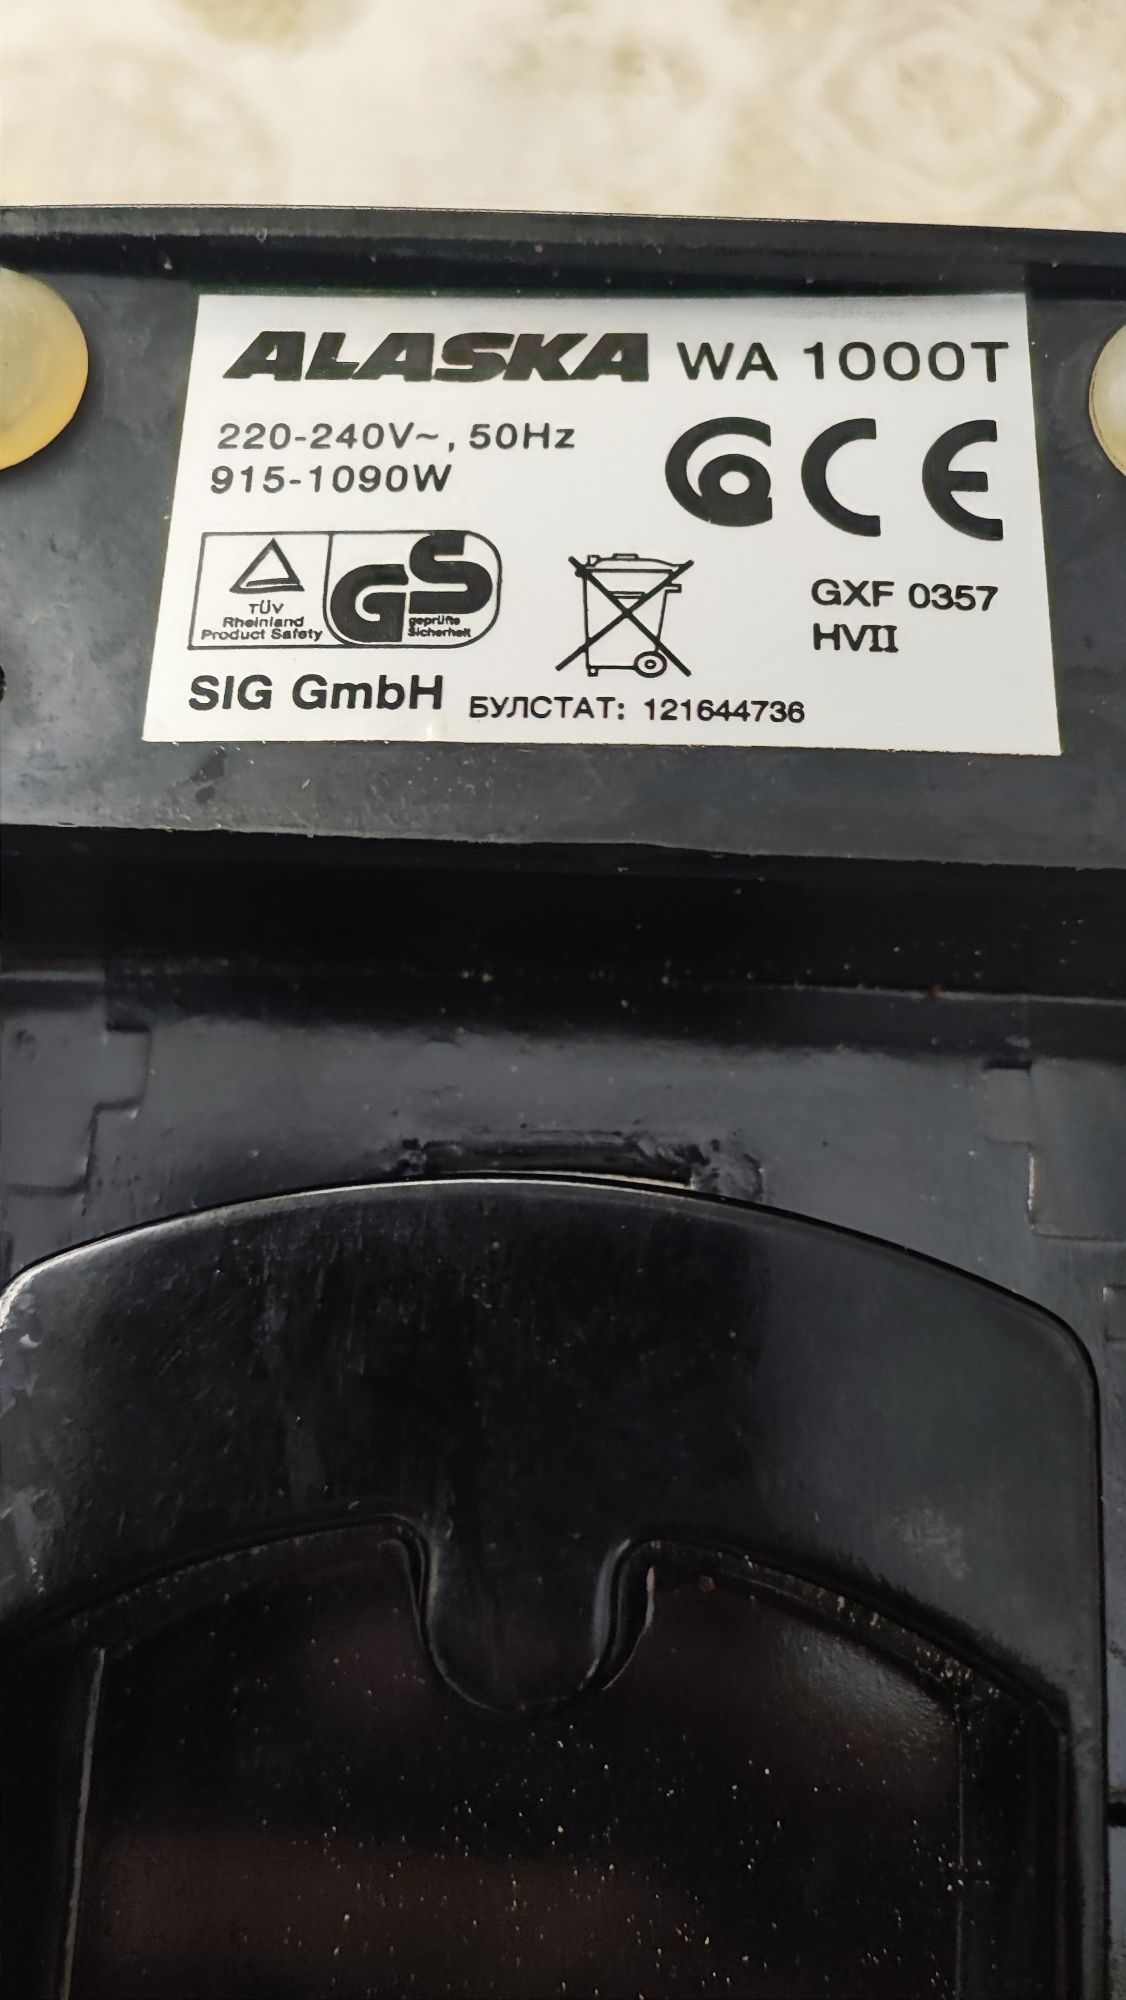 ALASKA WA 1000T
220-240V~, 50Hz
915-1090W
CE
TÜV
Rheinland
Product Safety
GS
geprüfte
Sicherheit
GXF 0357
HVII
SIG GmbH
БУЛСТАТ: 121644736